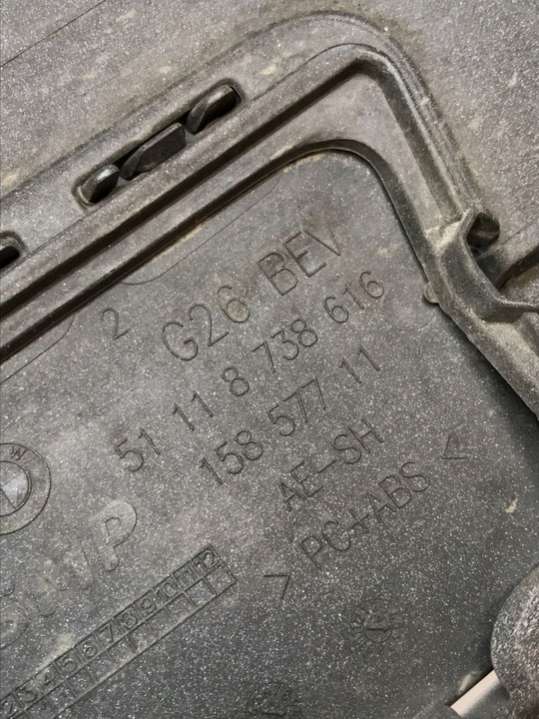 2
G26 BEV
51 11 8 738 616
158 577 11
AE-SH
>PC+ABS<